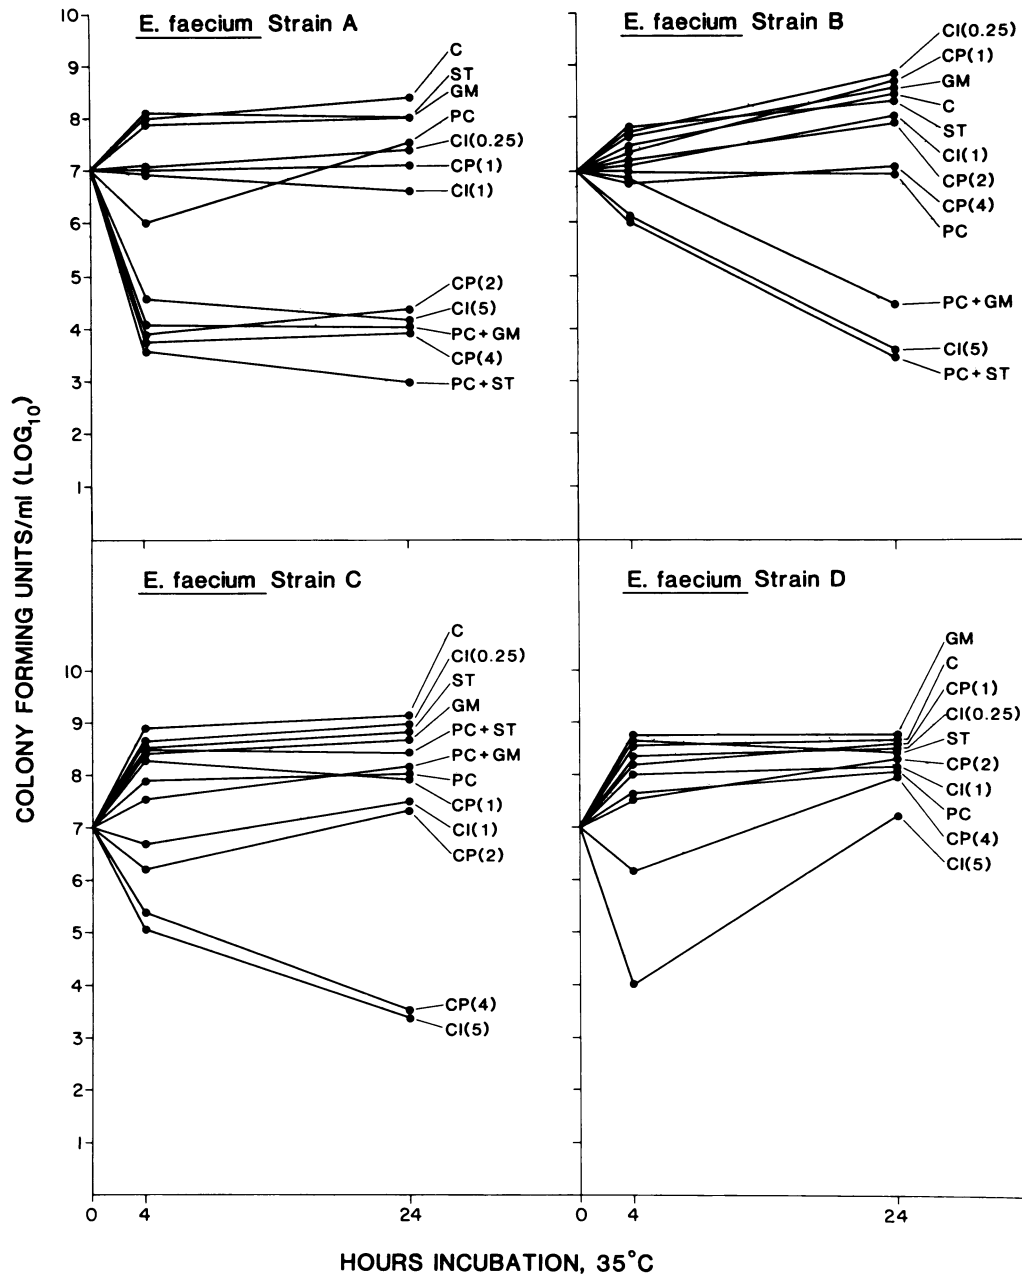 E. faecium Strain A
10
9
8
7
6
5
4
3
2
1
C
ST
GM
PC
CI(0.25)
CP(1)
CI(1)
CP(2)
CI(5)
PC+GM
CP(4)
PC+ST
E. faecium Strain B
CI(0.25)
CP(1)
GM
C
ST
CI(1)
CP(2)
CP(4)
PC
PC+GM
CI(5)
PC+ST
COLONY FORMING UNITS/ml (LOG10)
E. faecium Strain C
10
9
8
7
6
5
4
3
2
1
C
CI(0.25)
ST
GM
PC+ST
PC+GM
PC
CP(1)
CI(1)
CP(2)
CP(4)
CI(5)
0 4 24
E. faecium Strain D
GM
C
CP(1)
CI(0.25)
ST
CP(2)
CI(1)
PC
CP(4)
CI(5)
0 4 24
HOURS INCUBATION, 35°C